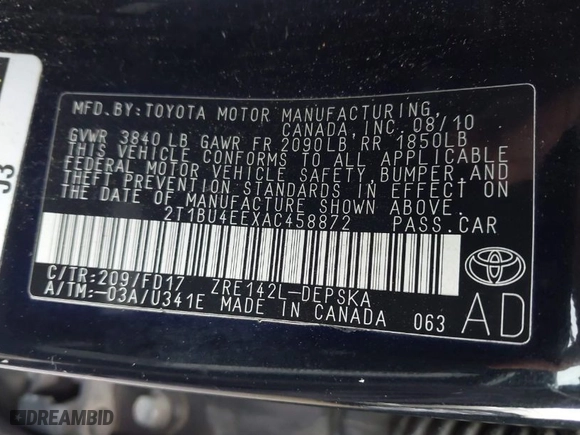 MFD. BY: TOYOTA MOTOR MANUFACTURING,
CANADA, INC. 08/10
GVWR 3840 LB GAWR FR 2090LB RR 1850LB
THIS VEHICLE CONFORMS TO ALL APPLICABLE
FEDERAL MOTOR VEHICLE SAFETY, BUMPER, AND
THEFT PREVENTION STANDARDS IN EFFECT ON
THE DATE OF MANUFACTURE SHOWN ABOVE.
2T1BU4EEXAC458872 PASS.CAR
C/TR:209/FD17 ZRE142L-DEPSKA
A/TM:-03A/U341E MADE IN CANADA 063
AD
J3
DREAMBID